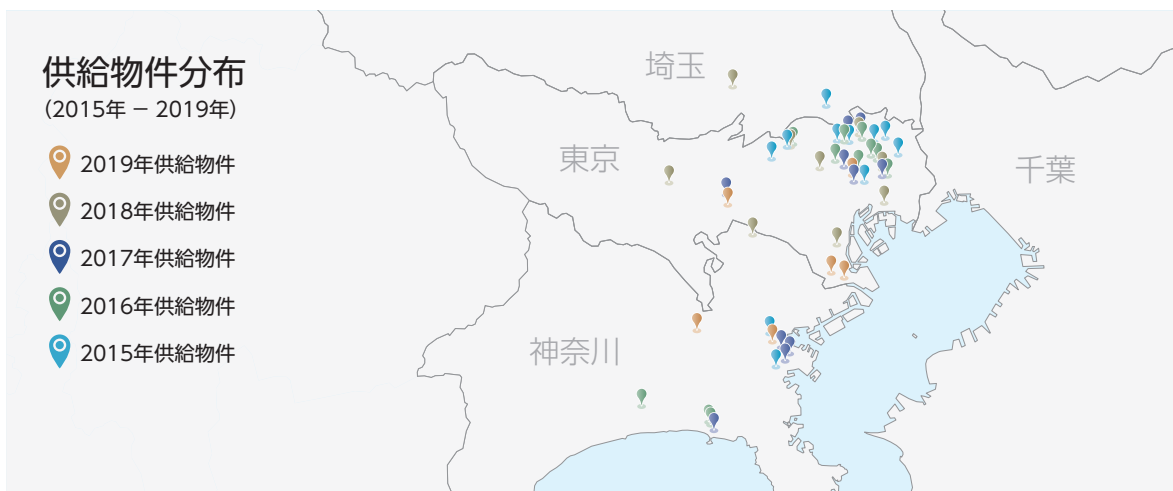 供給物件分布
(2015年 − 2019年)
2019年供給物件
2018年供給物件
2017年供給物件
2016年供給物件
2015年供給物件
埼玉
東京
千葉
神奈川